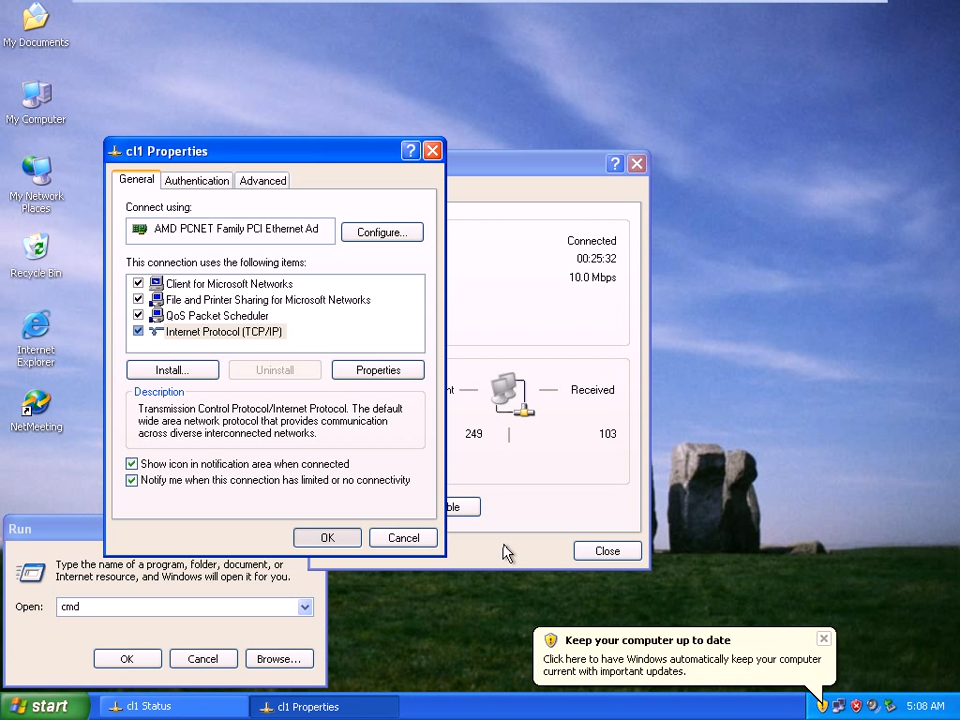 My Documents
My Computer
My Network
Places
Recycle Bin
Internet
Explorer
NetMeeting
cl1 Properties
General
Authentication
Advanced
Connect using:
AMD PCNET Family PCI Ethernet Ad
Configure...
This connection uses the following items:
Client for Microsoft Networks
File and Printer Sharing for Microsoft Networks
QoS Packet Scheduler
Internet Protocol (TCP/IP)
Install...
Uninstall
Properties
Description
Transmission Control Protocol/Internet Protocol. The default
wide area network protocol that provides communication
across diverse interconnected networks.
Show icon in notification area when connected
Notify me when this connection has limited or no connectivity
OK
Cancel
Connected
00:25:32
10.0 Mbps
nt
Received
249
103
ble
Close
Run
Type the name of a program, folder, document, or
Internet resource, and Windows will open it for you.
Open:
cmd
OK
Cancel
Browse...
Keep your computer up to date
Click here to have Windows automatically keep your computer
current with important updates.
start
cl1 Status
cl1 Properties
5:08 AM